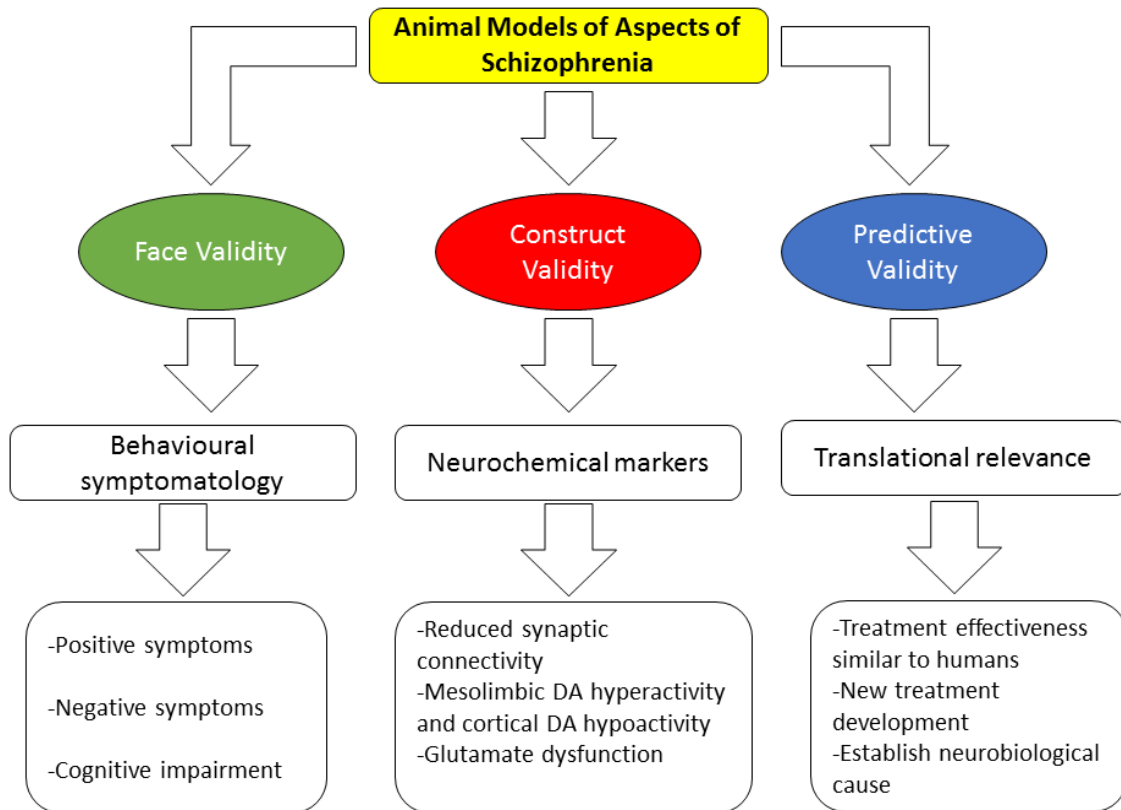 Animal Models of Aspects of
Schizophrenia
Face Validity
Construct
Validity
Predictive
Validity
Behavioural
symptomatology
Neurochemical markers
Translational relevance
-Positive symptoms
-Negative symptoms
-Cognitive impairment
-Reduced synaptic
connectivity
-Mesolimbic DA hyperactivity
and cortical DA hypoactivity
-Glutamate dysfunction
-Treatment effectiveness
similar to humans
-New treatment
development
-Establish neurobiological
cause